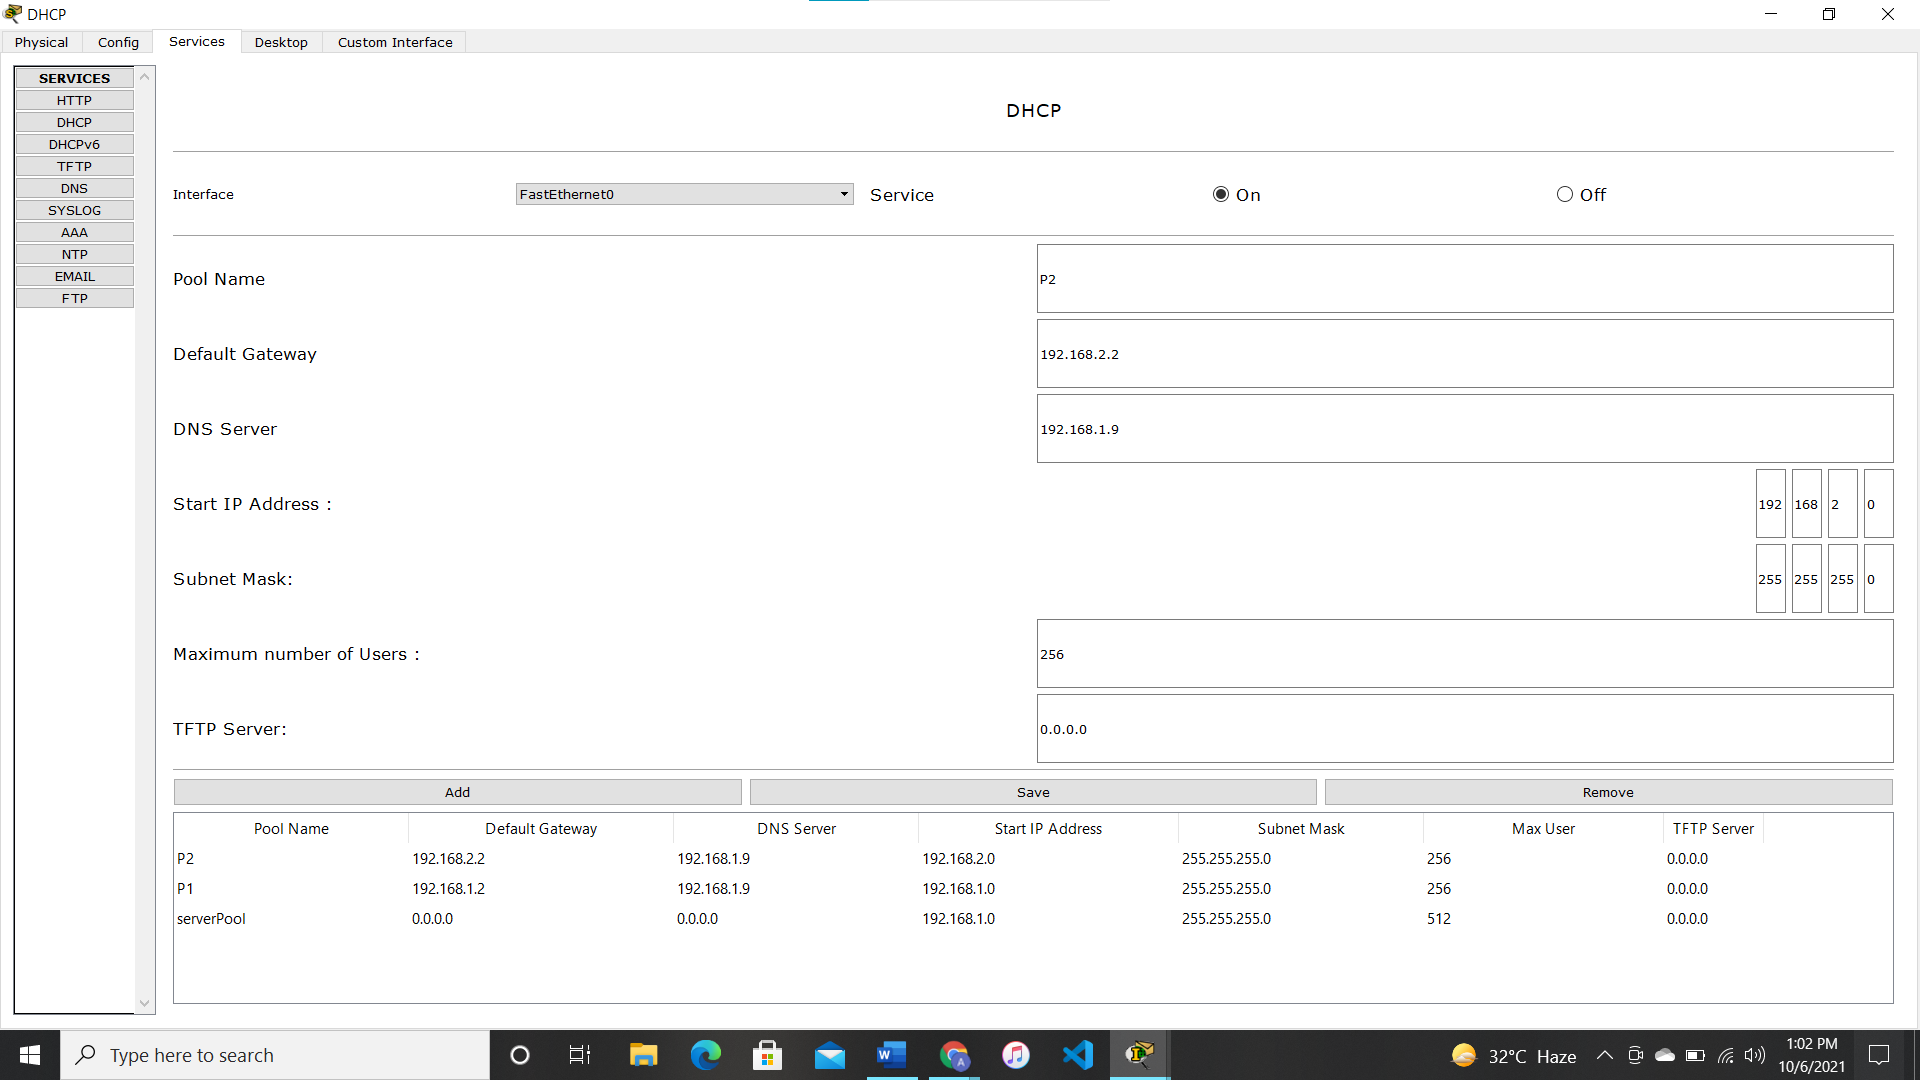 DHCP
Physical Config Services Desktop Custom Interface
SERVICES
HTTP
DHCP
DHCPv6
TFTP
DNS
SYSLOG
AAA
NTP
EMAIL
FTP
DHCP
Interface FastEthernet0 Service On Off
Pool Name P2
Default Gateway 192.168.2.2
DNS Server 192.168.1.9
Start IP Address : 192 168 2 0
Subnet Mask: 255 255 255 0
Maximum number of Users : 256
TFTP Server: 0.0.0.0
Add Save Remove
Pool Name Default Gateway DNS Server Start IP Address Subnet Mask Max User TFTP Server
P2 192.168.2.2 192.168.1.9 192.168.2.0 255.255.255.0 256 0.0.0.0
P1 192.168.1.2 192.168.1.9 192.168.1.0 255.255.255.0 256 0.0.0.0
serverPool 0.0.0.0 0.0.0.0 192.168.1.0 255.255.255.0 512 0.0.0.0
Type here to search
32°C Haze
1:02 PM
10/6/2021